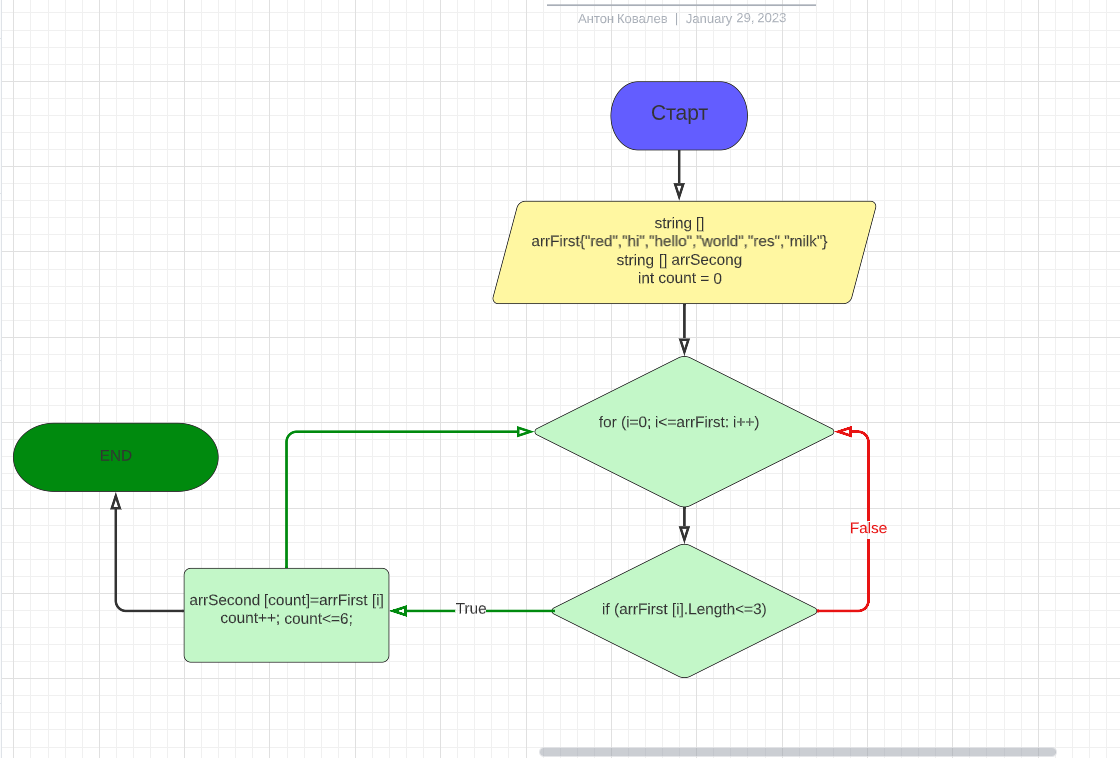 Антон Ковалев | January 29, 2023
Старт
string []
arrFirst{"red","hi","hello","world","res","milk"}
string [] arrSecong
int count = 0
for (i=0; i<=arrFirst: i++)
END
False
arrSecond [count]=arrFirst [i]
count++; count<=6;
True
if (arrFirst [i].Length<=3)